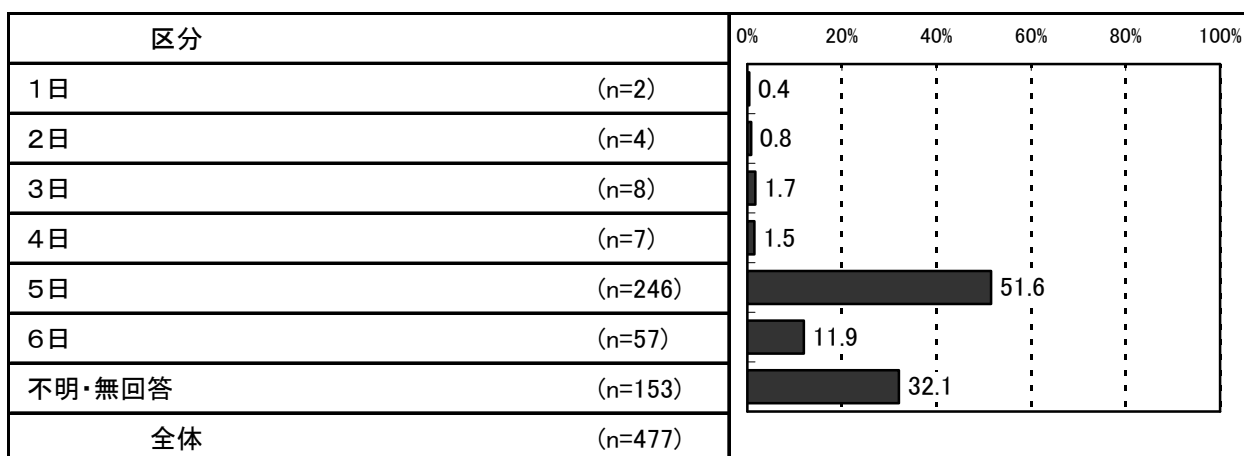 区分 0% 20% 40% 60% 80% 100%
1日 (n=2) 0.4
2日 (n=4) 0.8
3日 (n=8) 1.7
4日 (n=7) 1.5
5日 (n=246) 51.6
6日 (n=57) 11.9
不明・無回答 (n=153) 32.1
全体 (n=477)